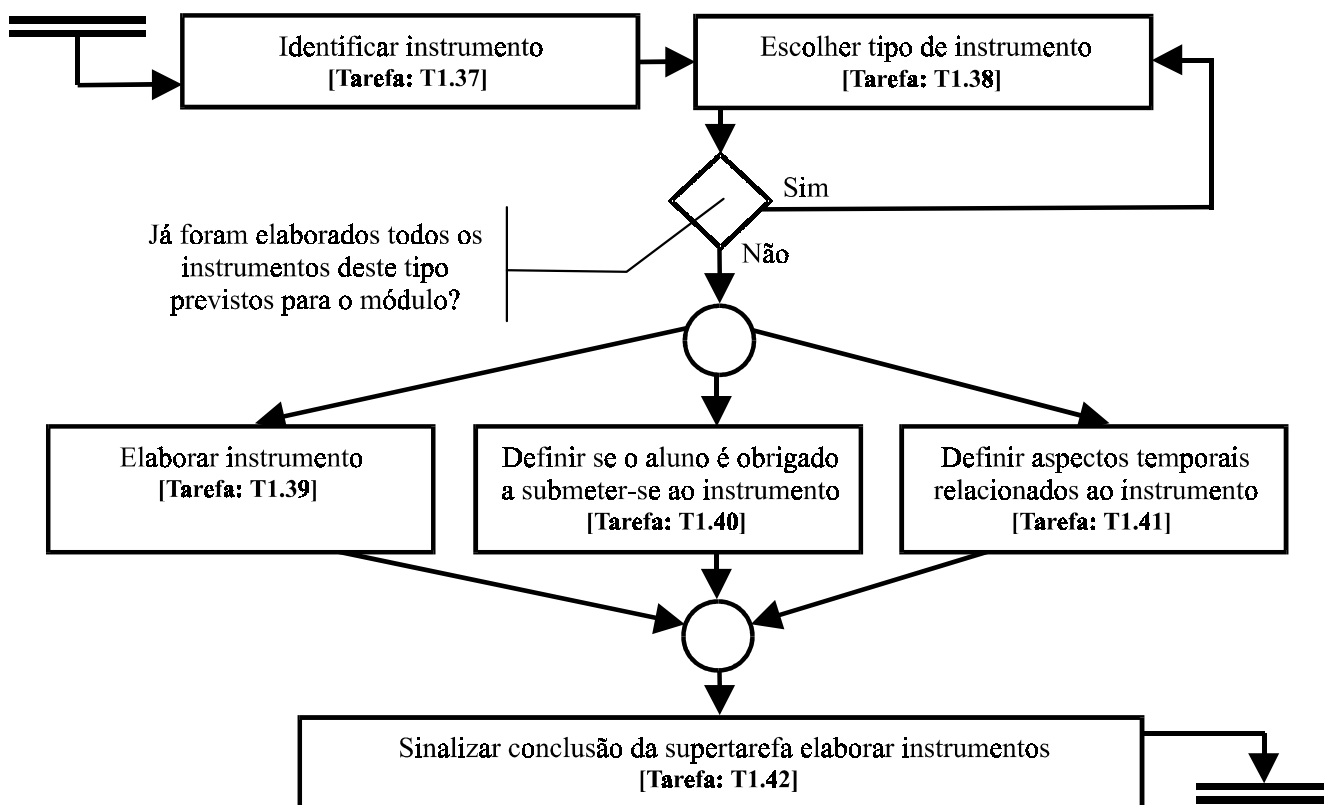 Identificar instrumento
[Tarefa: T1.37]
Escolher tipo de instrumento
[Tarefa: T1.38]
Sim
Já foram elaborados todos os
instrumentos deste tipo
previstos para o módulo?
Não
Elaborar instrumento
[Tarefa: T1.39]
Definir se o aluno é obrigado
a submeter-se ao instrumento
[Tarefa: T1.40]
Definir aspectos temporais
relacionados ao instrumento
[Tarefa: T1.41]
Sinalizar conclusão da supertarefa elaborar instrumentos
[Tarefa: T1.42]